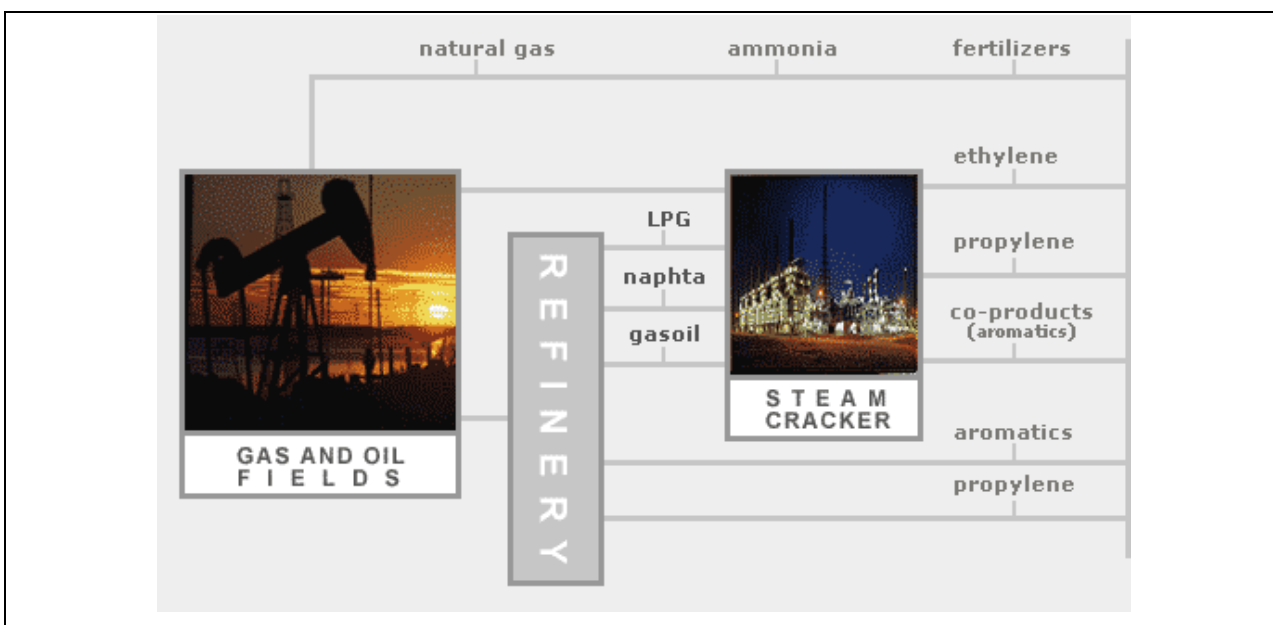 natural gas
ammonia
fertilizers
ethylene
LPG
propylene
naphta
gasoil
co-products
(aromatics)
REFINERY
STEAM
CRACKER
GAS AND OIL
FIELDS
aromatics
propylene